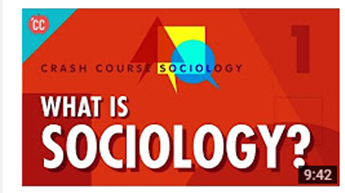 CC
1
CRASH COURSE SOCIOLOGY
WHAT IS
SOCIOLOGY?
9:42